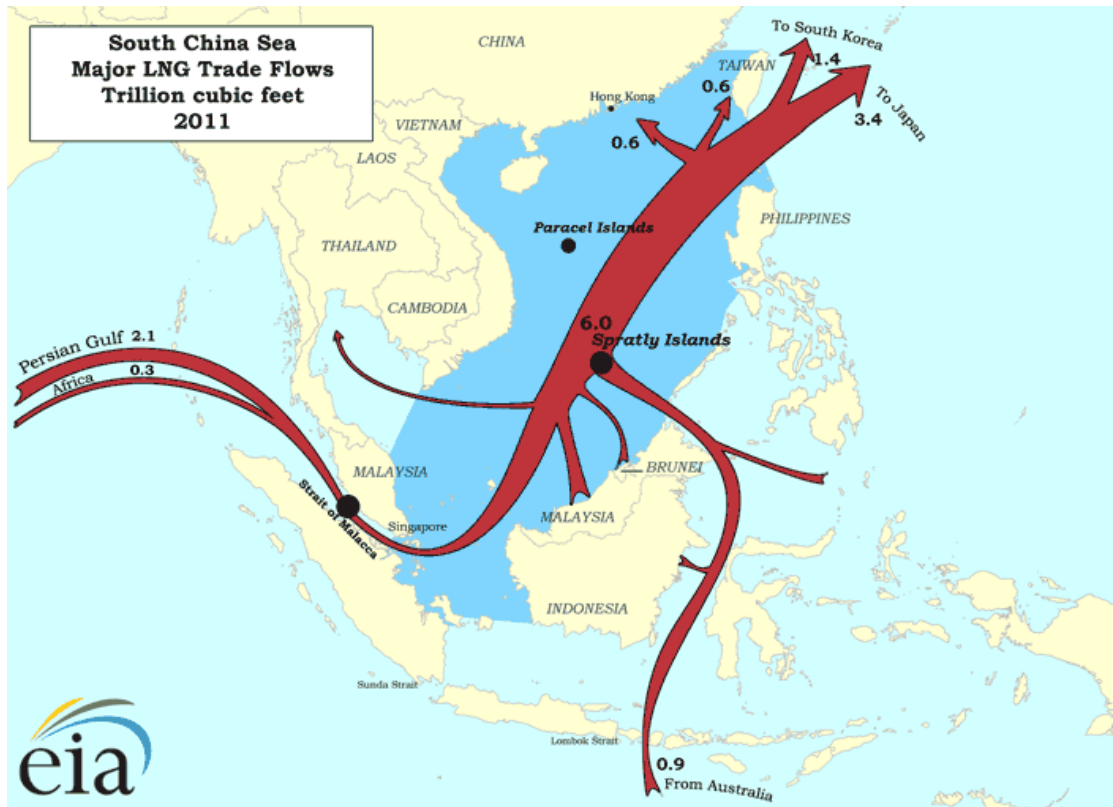 South China Sea
Major LNG Trade Flows
Trillion cubic feet
2011
To South Korea
1.4
CHINA
TAIWAN
0.6
Hong Kong
To Japan
3.4
VIETNAM
0.6
LAOS
PHILIPPINES
Paracel Islands
THAILAND
CAMBODIA
6.0
Spratly Islands
Persian Gulf 2.1
Africa 0.3
MALAYSIA
BRUNEI
Strait of Malacca
Singapore
MALAYSIA
INDONESIA
Sunda Strait
Lombok Strait
0.9
From Australia
eia